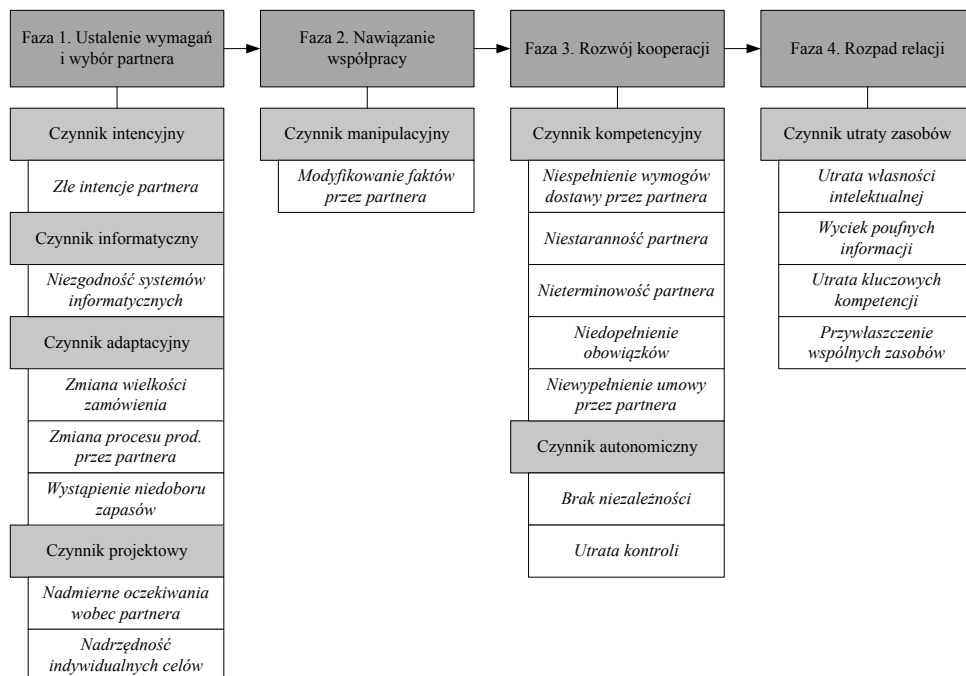 Faza 1. Ustalenie wymagań
i wybór partnera
Czynnik intencyjny
Złe intencje partnera
Czynnik informatyczny
Niezgodność systemów
informatycznych
Czynnik adaptacyjny
Zmiana wielkości
zamówienia
Zmiana procesu prod.
przez partnera
Wystąpienie niedoboru
zapasów
Czynnik projektowy
Nadmierne oczekiwania
wobec partnera
Nadrzędność
indywidualnych celów
Faza 2. Nawiązanie
współpracy
Czynnik manipulacyjny
Modyfikowanie faktów
przez partnera
Faza 3. Rozwój kooperacji
Czynnik kompetencyjny
Niespełnienie wymogów
dostawy przez partnera
Niestaranność partnera
Nieterminowość partnera
Niedopełnienie
obowiązków
Niewypełnienie umowy
przez partnera
Czynnik autonomiczny
Brak niezależności
Utrata kontroli
Faza 4. Rozpad relacji
Czynnik utraty zasobów
Utrata własności
intelektualnej
Wyciek poufnych
informacji
Utrata kluczowych
kompetencji
Przywłaszczenie
wspólnych zasobów